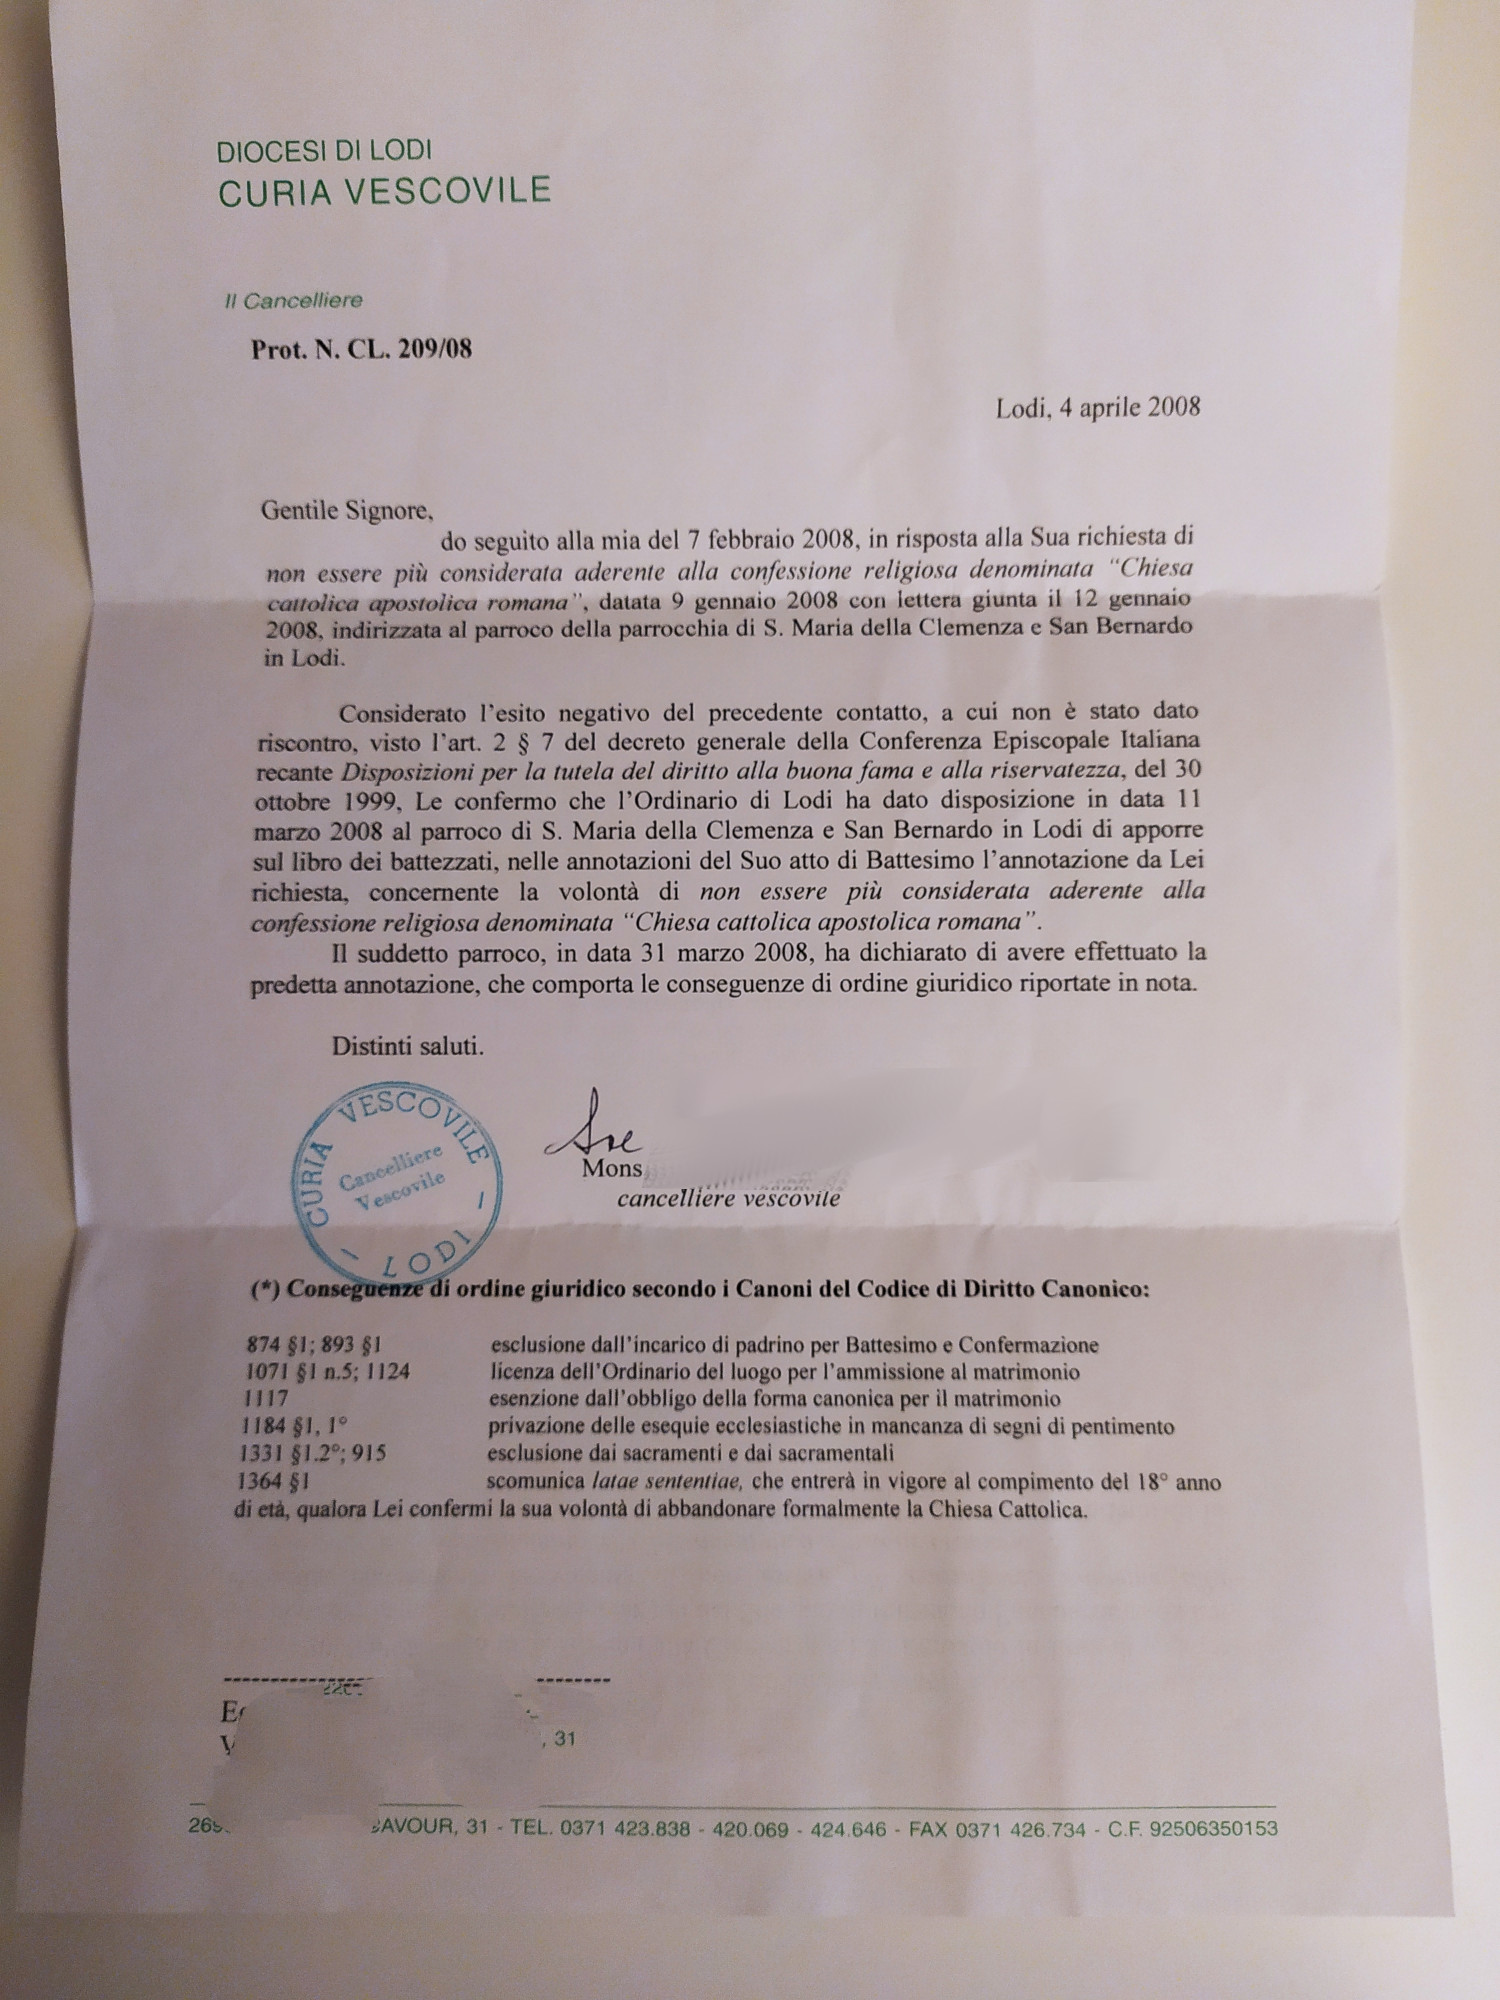 DIOCESI DI LODI
CURIA VESCOVILE
Il Cancelliere
Prot. N. CL. 209/08
Lodi, 4 aprile 2008
Gentile Signore,
do seguito alla mia del 7 febbraio 2008, in risposta alla Sua richiesta di
non essere più considerata aderente alla confessione religiosa denominata “Chiesa
cattolica apostolica romana”, datata 9 gennaio 2008 con lettera giunta il 12 gennaio
2008, indirizzata al parroco della parrocchia di S. Maria della Clemenza e San Bernardo
in Lodi.
Considerato l’esito negativo del precedente contatto, a cui non è stato dato
riscontro, visto l’art. 2 § 7 del decreto generale della Conferenza Episcopale Italiana
recante Disposizioni per la tutela del diritto alla buona fama e alla riservatezza, del 30
ottobre 1999, Le confermo che l’Ordinario di Lodi ha dato disposizione in data 11
marzo 2008 al parroco di S. Maria della Clemenza e San Bernardo in Lodi di apporre
sul libro dei battezzati, nelle annotazioni del Suo atto di Battesimo l’annotazione da Lei
richiesta, concernente la volontà di non essere più considerata aderente alla
confessione religiosa denominata “Chiesa cattolica apostolica romana”.
Il suddetto parroco, in data 31 marzo 2008, ha dichiarato di avere effettuato la
predetta annotazione, che comporta le conseguenze di ordine giuridico riportate in nota.
Distinti saluti.
CURIA VESCOVILE
Cancelliere
Vescovile
LODI
Mons
cancelliere vescovile
(*) Conseguenze di ordine giuridico secondo i Canoni del Codice di Diritto Canonico:
874 §1; 893 §1 esclusione dall’incarico di padrino per Battesimo e Confermazione
1071 §1 n.5; 1124 licenza dell’Ordinario del luogo per l’ammissione al matrimonio
1117 esenzione dall’obbligo della forma canonica per il matrimonio
1184 §1, 1° privazione delle esequie ecclesiastiche in mancanza di segni di pentimento
1331 §1.2°; 915 esclusione dai sacramenti e dai sacramentali
1364 §1 scomunica latae sententiae, che entrerà in vigore al compimento del 18° anno
di età, qualora Lei confermi la sua volontà di abbandonare formalmente la Chiesa Cattolica.
, 31
AVOUR, 31 - TEL. 0371 423.838 - 420.069 - 424.646 - FAX 0371 426.734 - C.F. 92506350153